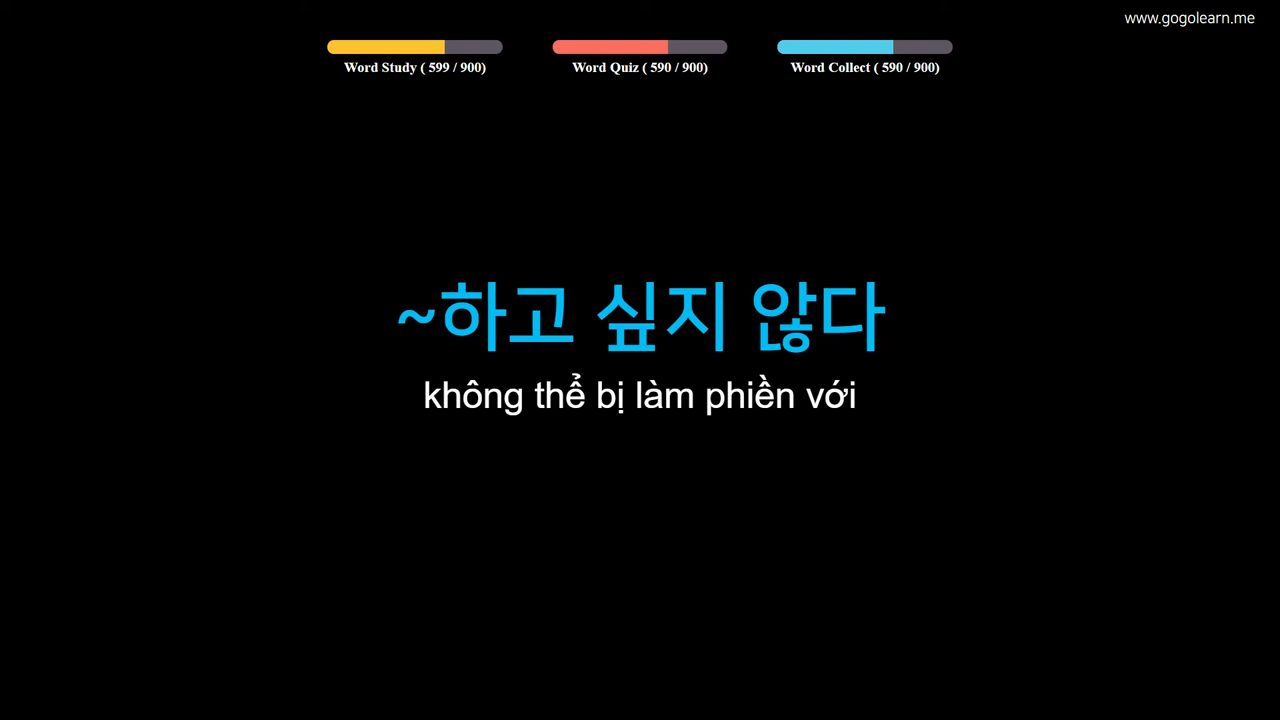 www.gogolearn.me
Word Study ( 599 / 900)
Word Quiz ( 590 / 900)
Word Collect ( 590 / 900)
~하고 싶지 않다
không thể bị làm phiền với